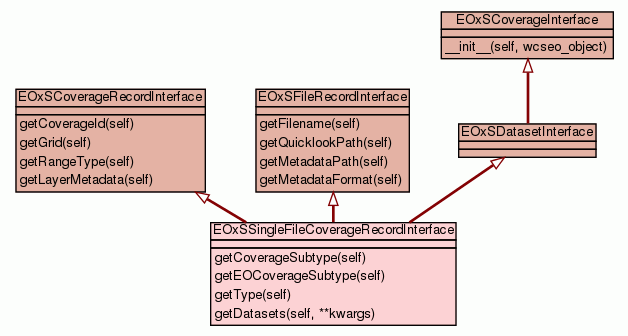 EOxSCoverageInterface
__init__(self, wcseo_object)
EOxSCoverageRecordInterface
getCoverageId(self)
getGrid(self)
getRangeType(self)
getLayerMetadata(self)
EOxSFileRecordInterface
getFilename(self)
getQuicklookPath(self)
getMetadataPath(self)
getMetadataFormat(self)
EOxSDatasetInterface
EOxSSingleFileCoverageRecordInterface
getCoverageSubtype(self)
getEOCoverageSubtype(self)
getType(self)
getDatasets(self, **kwargs)